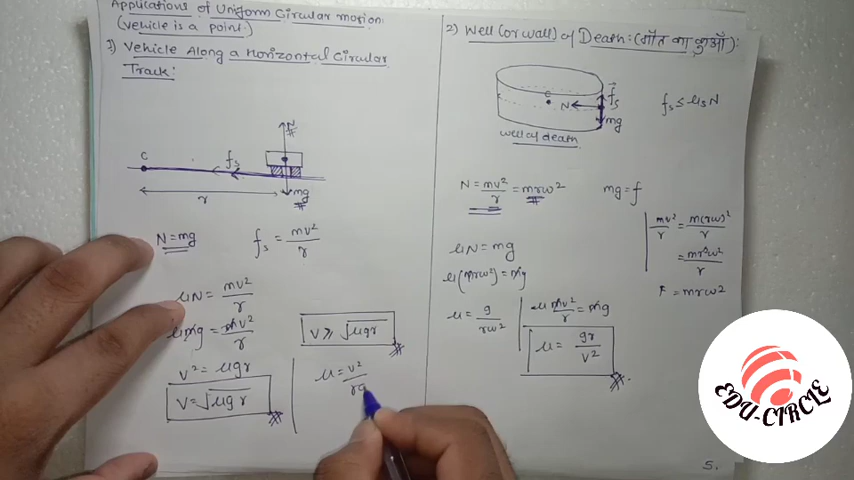 Applications of Uniform Circular motion
(vehicle is a point)
1) Vehicle Along a Horizontal Circular
Track:
N
C
fs
mg
r
N = mg
fs = mv²/r
μN = mv²/r
μmg = mv²/r
v² = μgr
v = √μgr
v ≥ √μgr
μ = v²/rg
2) Well (or wall) of Death: (मौत का कुआँ):
C
N
fs
mg
fs ≤ μsN
well of death
N = mv²/r = mrω²
mg = f
μN = mg
μ(mrω²) = mg
μ = g/rω²
μ mv²/r = mg
μ = gr/v²
mv²/r = m(rω)²/r
= mr²ω²/r
F = mrω2
EDU-CIRCLE
5.